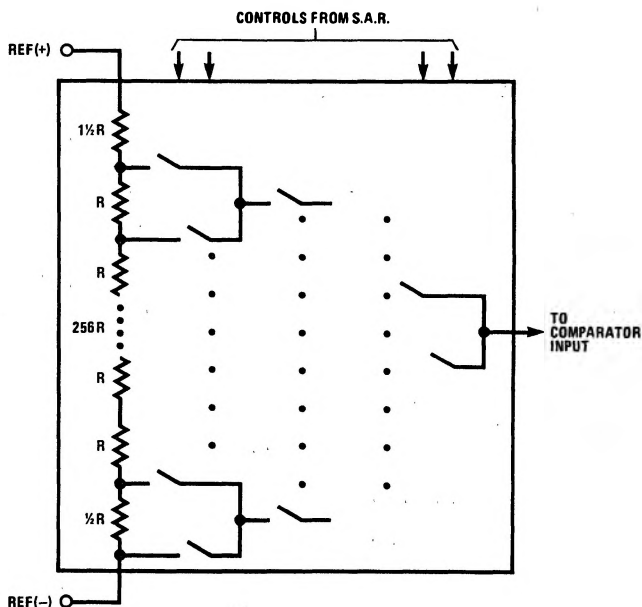 CONTROLS FROM S.A.R.
REF(+)
1½R
R
R
256R
R
R
½R
REF(−)
TO
COMPARATOR
INPUT